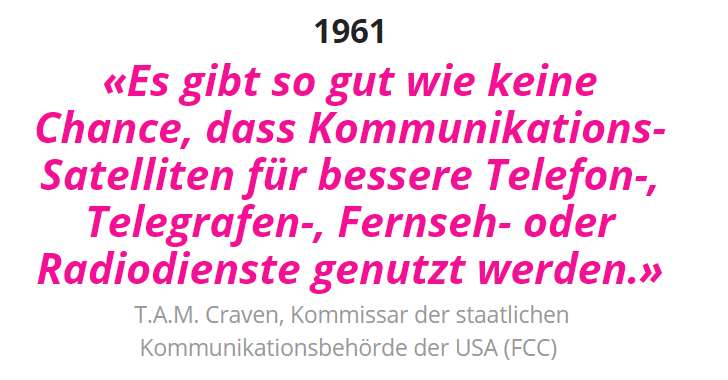 1961
«Es gibt so gut wie keine
Chance, dass Kommunikations-
Satelliten für bessere Telefon-,
Telegrafen-, Fernseh- oder
Radiodienste genutzt werden.»
T.A.M. Craven, Kommissar der staatlichen
Kommunikationsbehörde der USA (FCC)